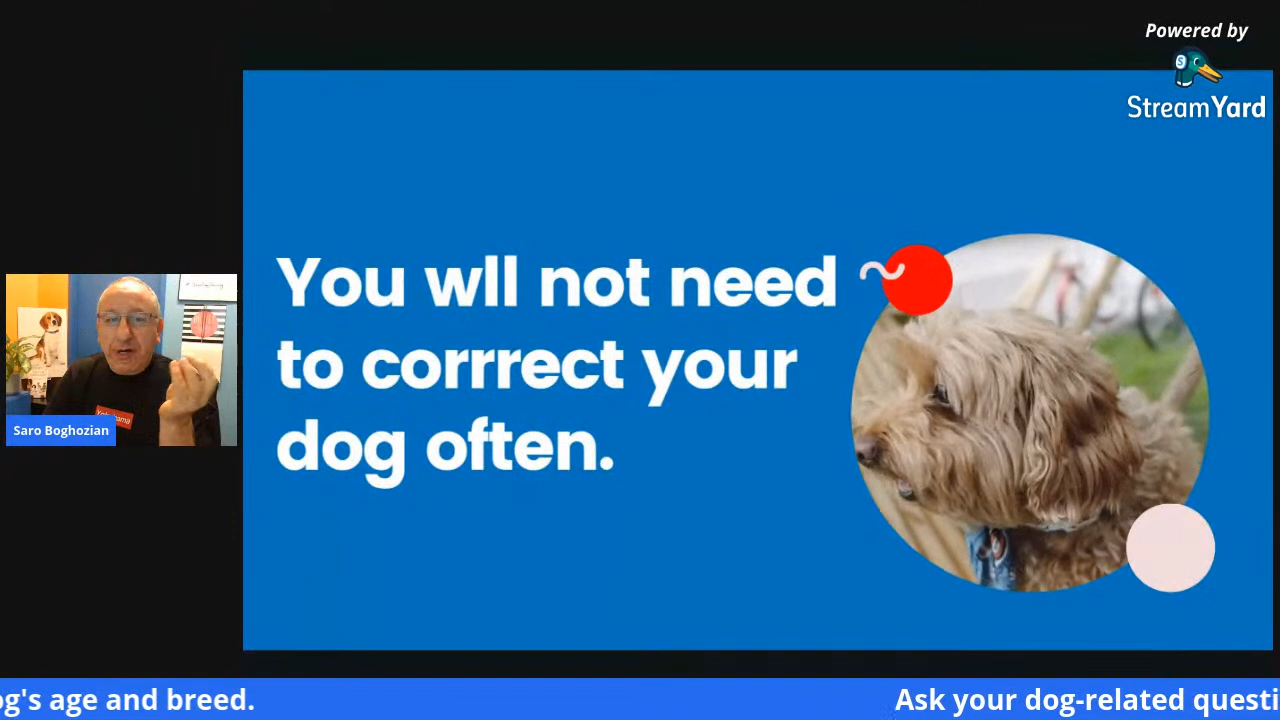 Powered by
StreamYard
You wll not need
to corrrect your
dog often.
Saro Boghozian
og's age and breed.
Ask your dog-related questi